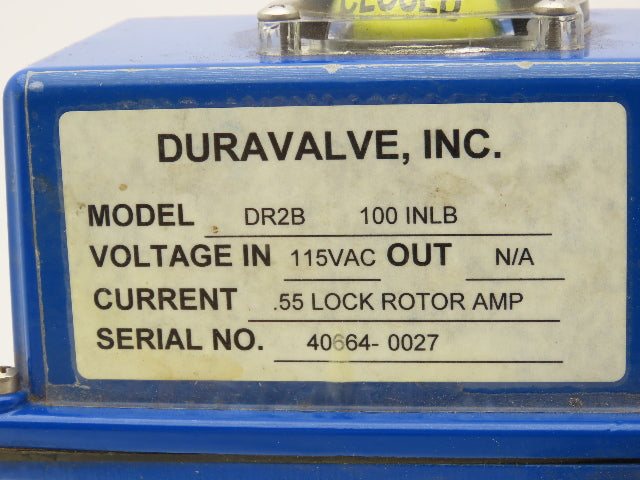 CLOSED
DURAVALVE, INC.
MODEL DR2B 100 INLB
VOLTAGE IN 115VAC OUT N/A
CURRENT .55 LOCK ROTOR AMP
SERIAL NO. 40664- 0027